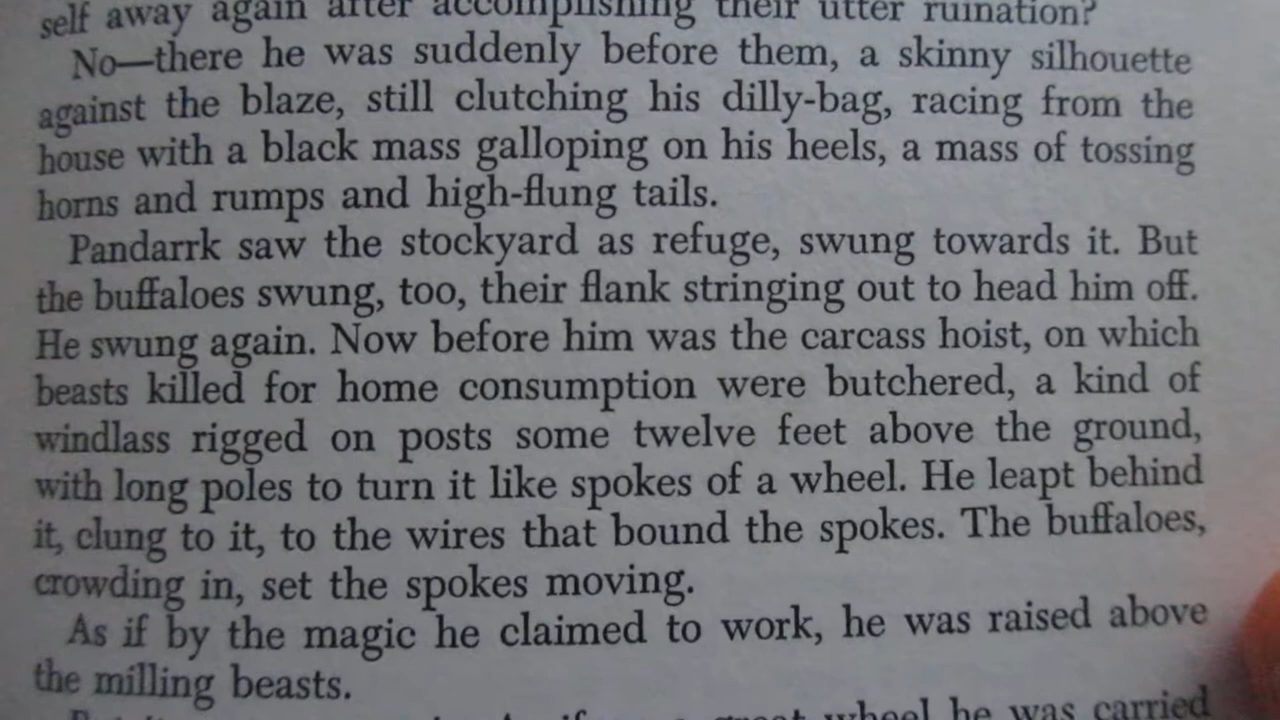 self away again after accomplishing their utter ruination?
No—there he was suddenly before them, a skinny silhouette
against the blaze, still clutching his dilly-bag, racing from the
house with a black mass galloping on his heels, a mass of tossing
horns and rumps and high-flung tails.
Pandarrk saw the stockyard as refuge, swung towards it. But
the buffaloes swung, too, their flank stringing out to head him off.
He swung again. Now before him was the carcass hoist, on which
beasts killed for home consumption were butchered, a kind of
windlass rigged on posts some twelve feet above the ground,
with long poles to turn it like spokes of a wheel. He leapt behind
it, clung to it, to the wires that bound the spokes. The buffaloes,
crowding in, set the spokes moving.
As if by the magic he claimed to work, he was raised above
the milling beasts.
great wheel he was carried